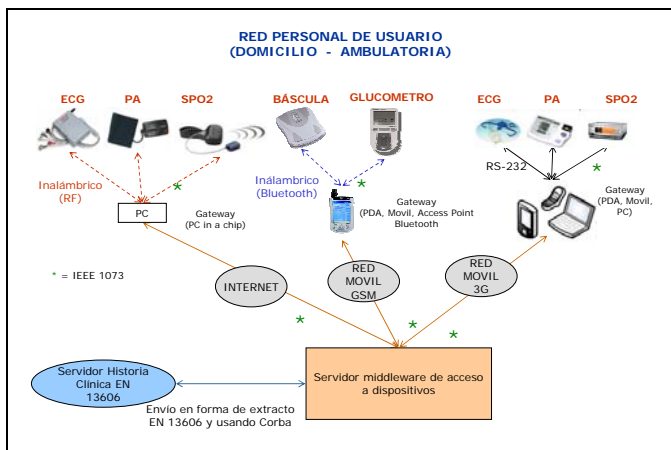 RED PERSONAL DE USUARIO
(DOMICILIO - AMBULATORIA)
ECG
PA
SPO2
BÁSCULA
GLUCOMETRO
ECG
PA
SPO2
RS-232
*
Inalámbrico
(RF)
*
Inálámbrico
(Bluetooth)
*
PC
Gateway
(PC in a chip)
Gateway
(PDA, Movil, Access Point
Bluetooth
Gateway
(PDA, Movil,
PC)
* = IEEE 1073
INTERNET
RED
MOVIL
GSM
RED
MOVIL
3G
*
*
*
Servidor Historia
Clínica EN
13606
Servidor middleware de acceso
a dispositivos
Envío en forma de extracto
EN 13606 y usando Corba